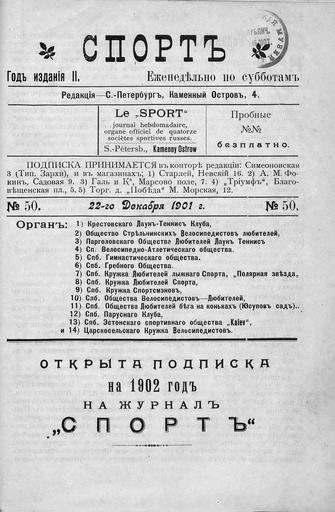 СПОРТЪ
Годъ изданія II. Еженедѣльно по субботамъ
Редакція—С.-Петербургъ, Каменный Островъ, 4.
Le „SPORT"
journal hebdomadaire,
organe officiel de quatorze
sociétes sportives russes.
S.-Pétersb., Kamenny Ostrow
Пробные
№№
безплатно.
ПОДПИСКА ПРИНИМАЕТСЯ въ конторѣ редакціи: Симеоновская
3 (Тип. Зархи), и въ магазинахъ; 1) Старлей, Невскій 16. 2) А. М. Фо-
кинъ, Садовая 9. 3) Галь и К°, Марсово поле, 7. 4) „Тріумфъ", Благо-
вѣщенская пл., 5.5) Торг. д. „Побѣда" М. Морская, 12.
№ 50. 22-го Декабря 1901 г. № 50.
Органъ: 1) Крестовскаго Лаунъ-Теннисъ Клуба,
2) Общество Стрѣльнинскихъ Велосипедистовъ любителей,
3) Парголовскаго Общества Любителей Лаунъ Теннисъ
4) Сп. Велосипедно-Атлетическаго общества.
5) Спб. Гимнастическаго общества.
6) Спб. Гребного Общества.
7) Спб. Кружка Любителей лыжнаго Спорта, „Полярная звѣзда,
8) Спб. Кружка Любителей Спорта,
9) Спб. Кружка Спортсмэновъ,
10) Спб. Общества Велосипедистовъ—Любителей,
11) Спб. Общества Любителей бѣга на конькахъ (Юсуповъ садъ)..
12) Спб. Паруснаго Клуба,
13) Спб. Эстонскаго спортивнаго общества „Kalev",
и 14) Царскосельскаго Кружка Велосипедистовъ.
ОТКРЫТА ПОДПИСКА
на 1902 годъ
НА ЖУРНАЛЪ
„СПОРТЪ"